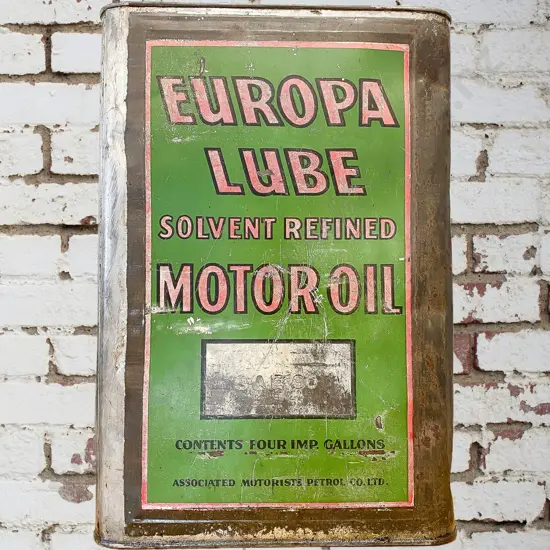 EUROPA
LUBE
SOLVENT REFINED
MOTOR OIL
CONTENTS FOUR IMP. GALLONS
ASSOCIATED MOTORISTS PETROL CO. LTD.